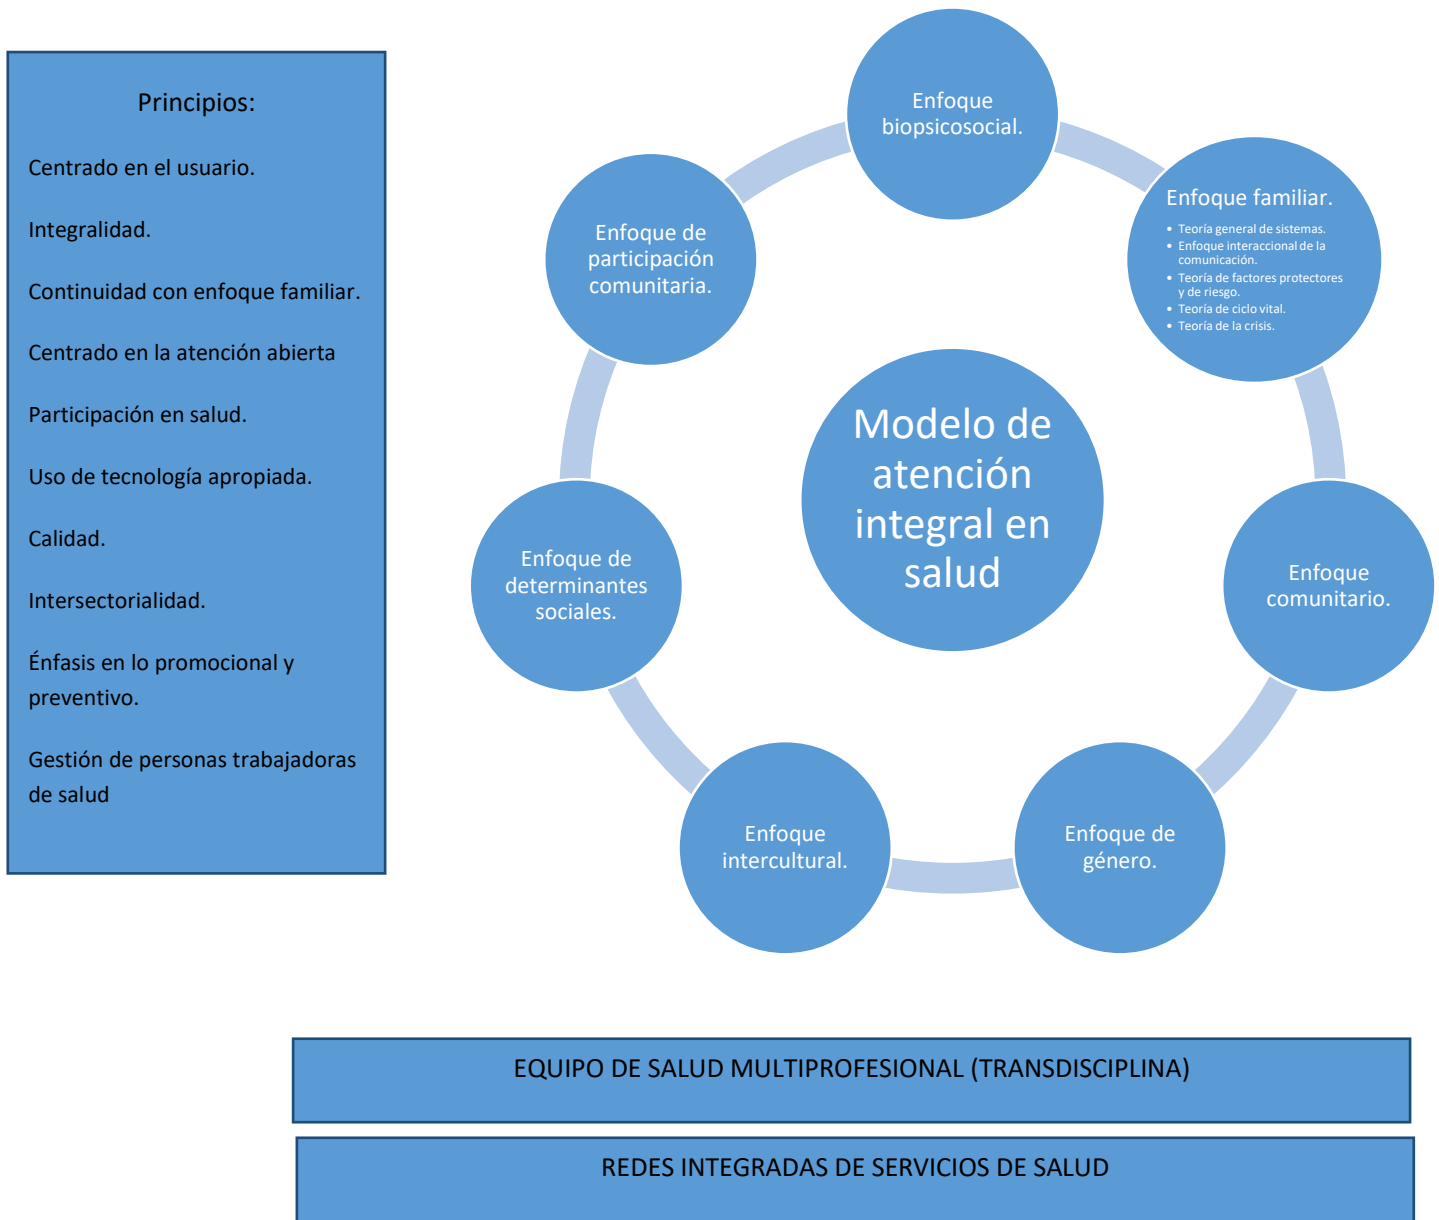 Principios:
Centrado en el usuario.
Integralidad.
Continuidad con enfoque familiar.
Centrado en la atención abierta
Participación en salud.
Uso de tecnología apropiada.
Calidad.
Intersectorialidad.
Énfasis en lo promocional y
preventivo.
Gestión de personas trabajadoras
de salud
Enfoque
biopsicosocial.
Enfoque familiar.
• Teoría general de sistemas.
• Enfoque interaccional de la
comunicación.
• Teoría de factores protectores
y de riesgo.
• Teoría de ciclo vital.
• Teoría de la crisis.
Enfoque
comunitario.
Enfoque de
género.
Enfoque
intercultural.
Enfoque de
determinantes
sociales.
Enfoque de
participación
comunitaria.
Modelo de
atención
integral en
salud
EQUIPO DE SALUD MULTIPROFESIONAL (TRANSDISCIPLINA)
REDES INTEGRADAS DE SERVICIOS DE SALUD